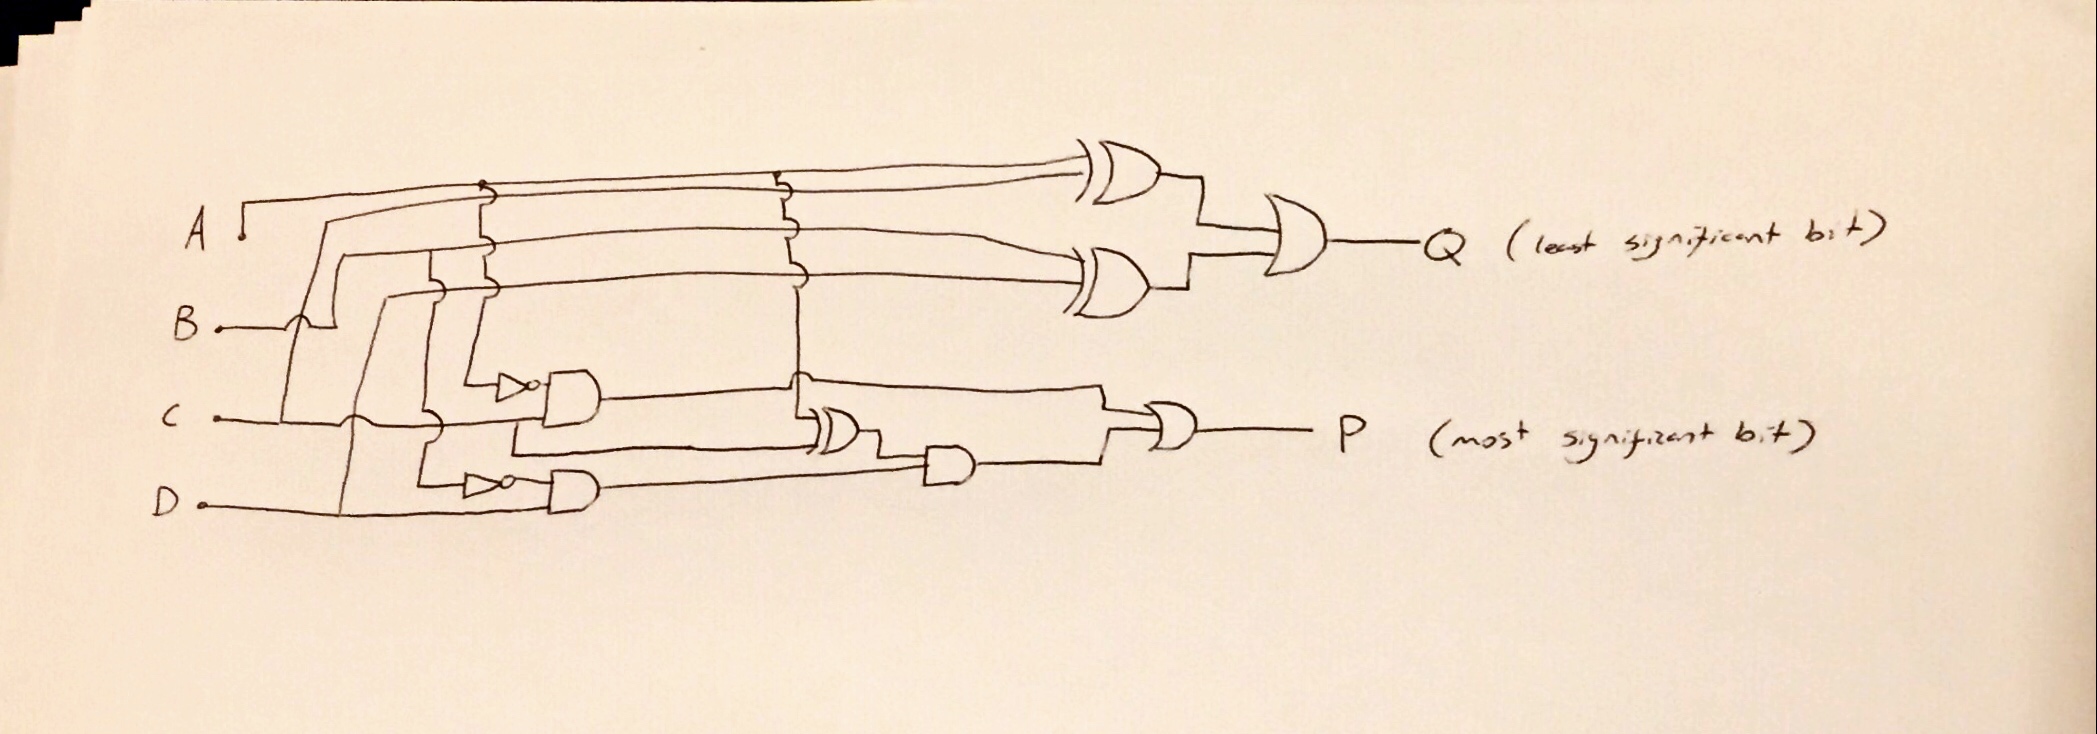 A
Q (least significant bit)
B
C
P (most significant bit)
D